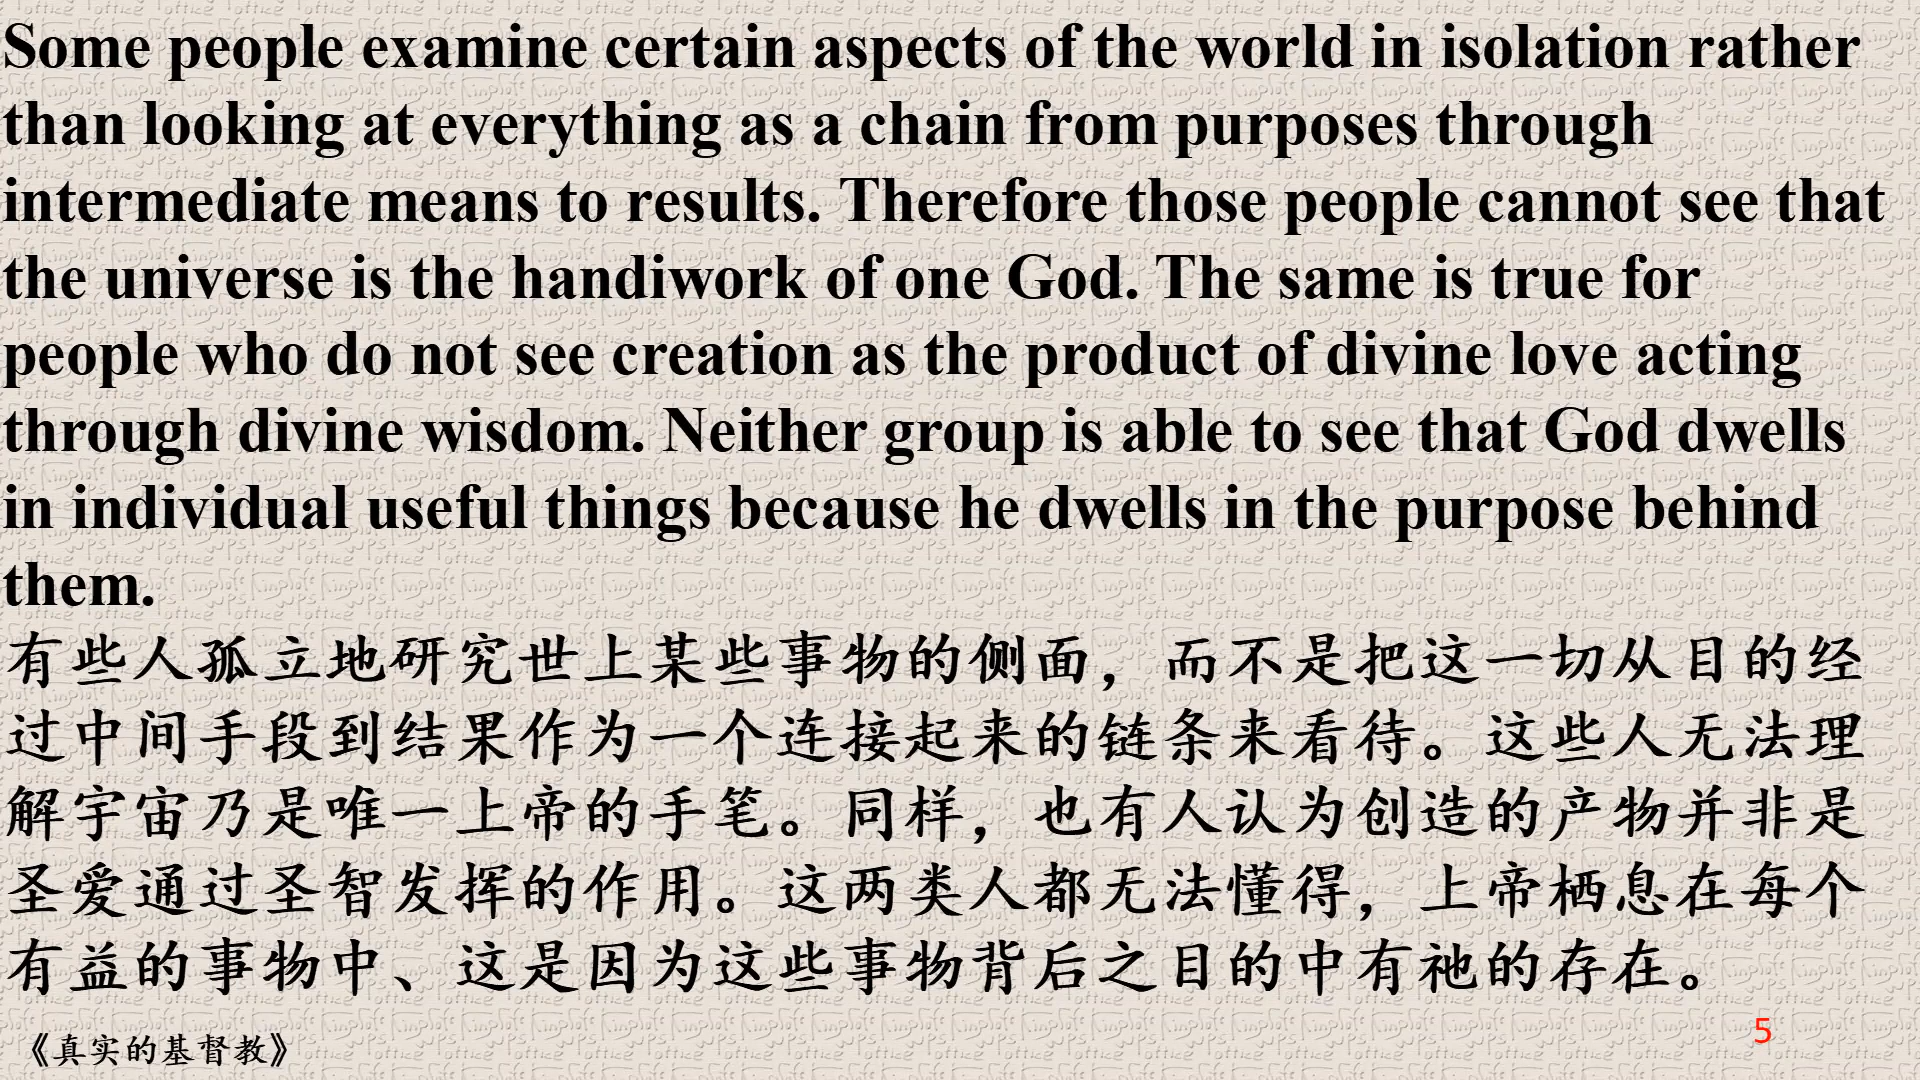 Some people examine certain aspects of the world in isolation rather
than looking at everything as a chain from purposes through
intermediate means to results. Therefore those people cannot see that
the universe is the handiwork of one God. The same is true for
people who do not see creation as the product of divine love acting
through divine wisdom. Neither group is able to see that God dwells
in individual useful things because he dwells in the purpose behind
them.
有些人孤立地研究世上某些事物的侧面，而不是把这一切从目的经
过中间手段到结果作为一个连接起来的链条来看待。这些人无法理
解宇宙乃是唯一上帝的手笔。同样，也有人认为创造的产物并非是
圣爱通过圣智发挥的作用。这两类人都无法懂得，上帝栖息在每个
有益的事物中、这是因为这些事物背后之目的中有祂的存在。
《真实的基督教》
5